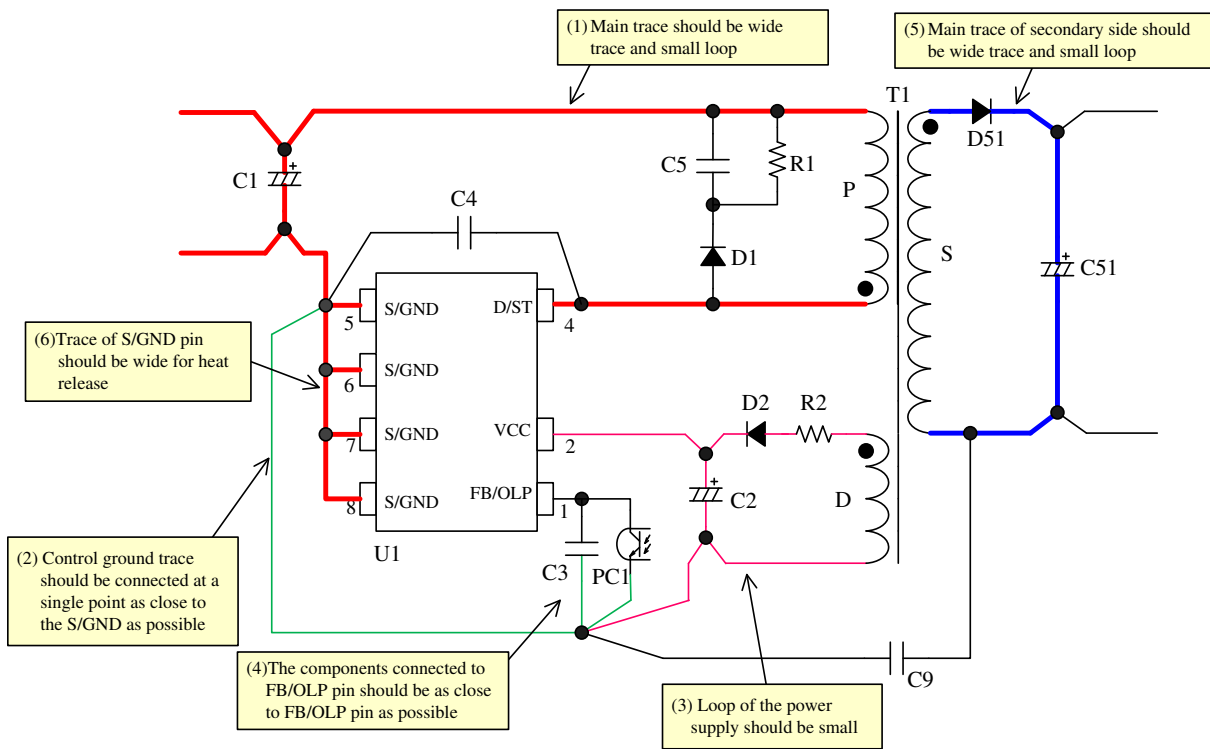 (1) Main trace should be wide
trace and small loop
(5) Main trace of secondary side should
be wide trace and small loop
T1
D51
C1
+
C4
C5
R1
P
D1
S
+
C51
S/GND
D/ST
5
4
(6)Trace of S/GND pin
should be wide for heat
release
S/GND
6
D2
R2
S/GND
VCC
7
2
+
C2
D
S/GND
FB/OLP
8
1
U1
C3
PC1
(2) Control ground trace
should be connected at a
single point as close to
the S/GND as possible
(4)The components connected to
FB/OLP pin should be as close
to FB/OLP pin as possible
C9
(3) Loop of the power
supply should be small